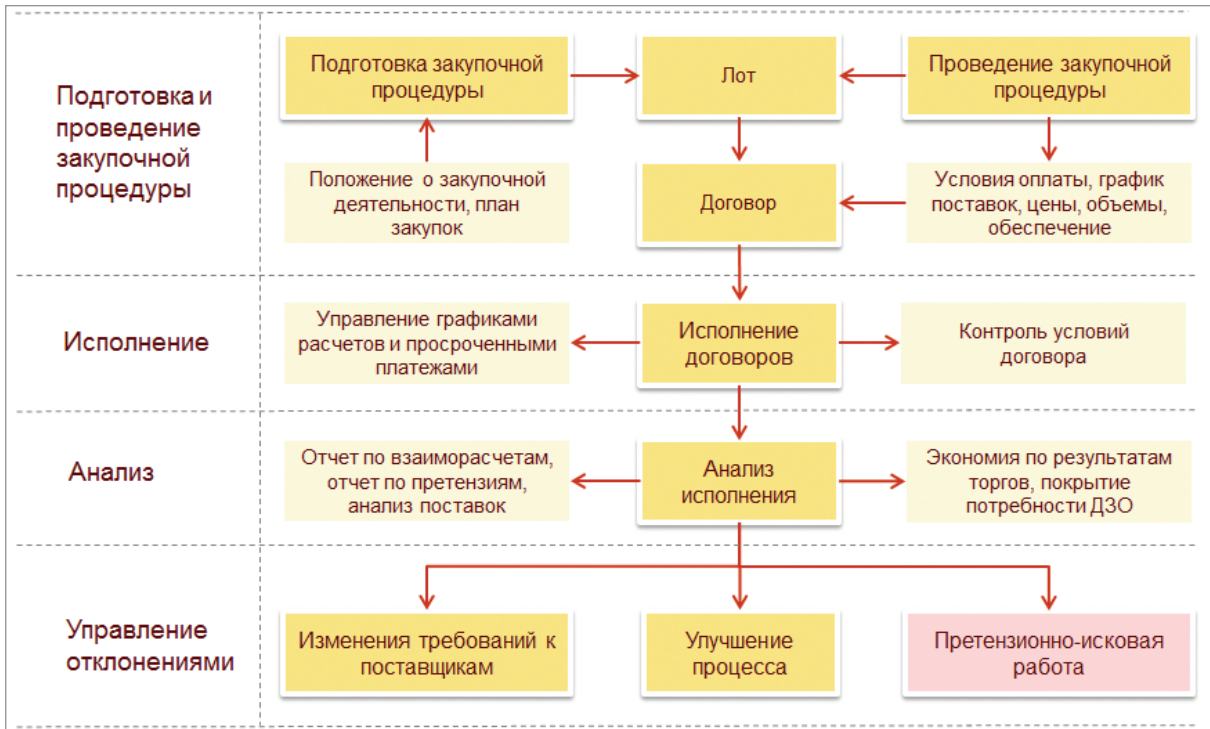 Подготовка и
проведение
закупочной
процедуры
Подготовка закупочной
процедуры
Лот
Проведение закупочной
процедуры
Положение о закупочной
деятельности, план
закупок
Договор
Условия оплаты, график
поставок, цены, объемы,
обеспечение
Исполнение
Управление графиками
расчетов и просроченными
платежами
Исполнение
договоров
Контроль условий
договора
Анализ
Отчет по взаиморасчетам,
отчет по претензиям,
анализ поставок
Анализ
исполнения
Экономия по результатам
торгов, покрытие
потребности ДЗО
Управление
отклонениями
Изменения требований к
поставщикам
Улучшение
процесса
Претензионно-исковая
работа